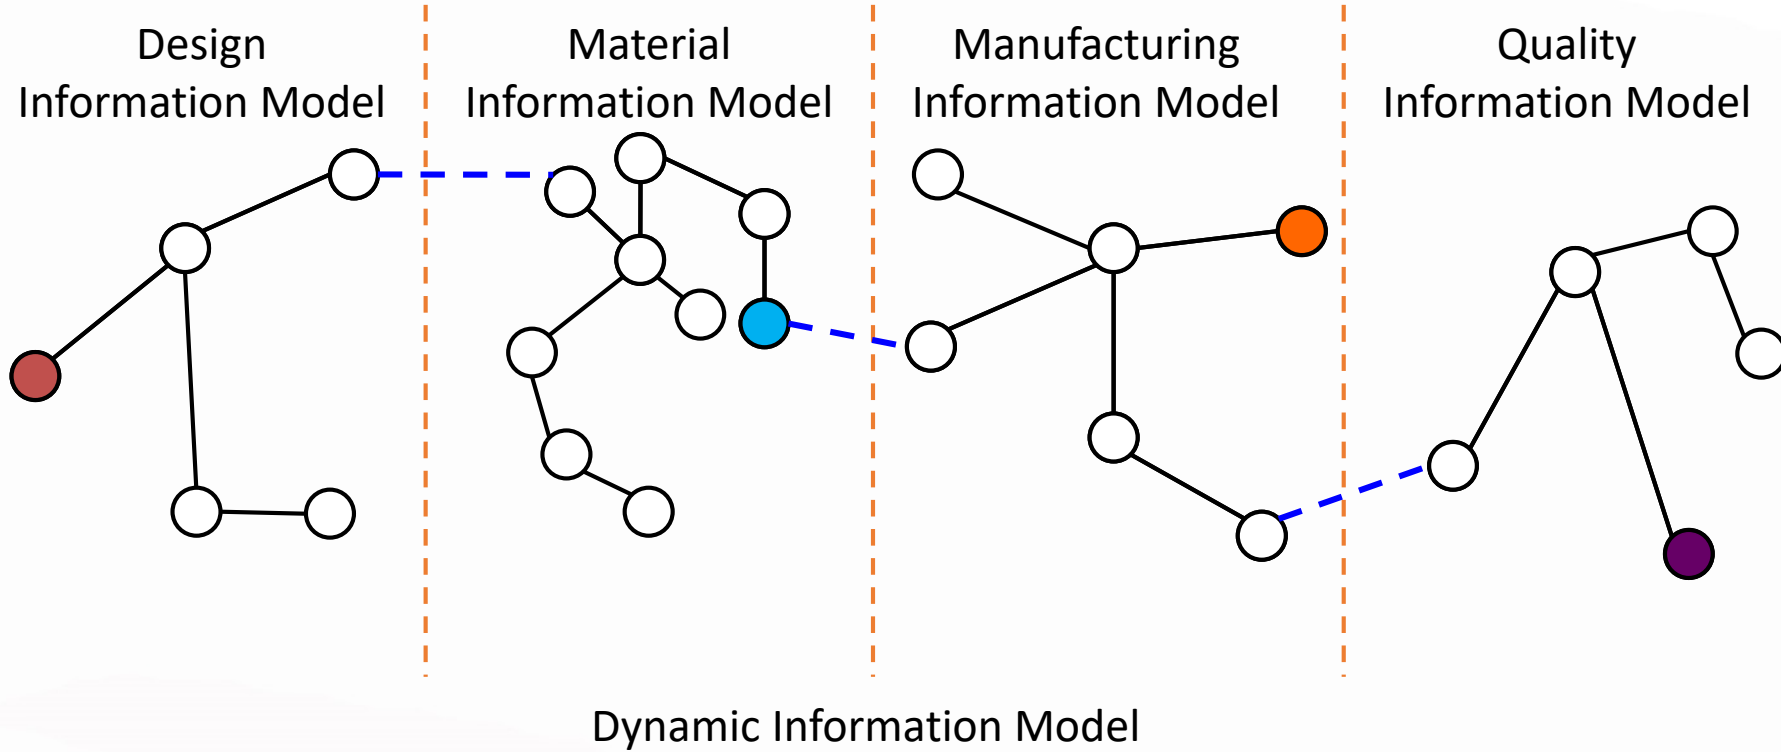 Design
Information Model
Material
Information Model
Manufacturing
Information Model
Quality
Information Model
Dynamic Information Model